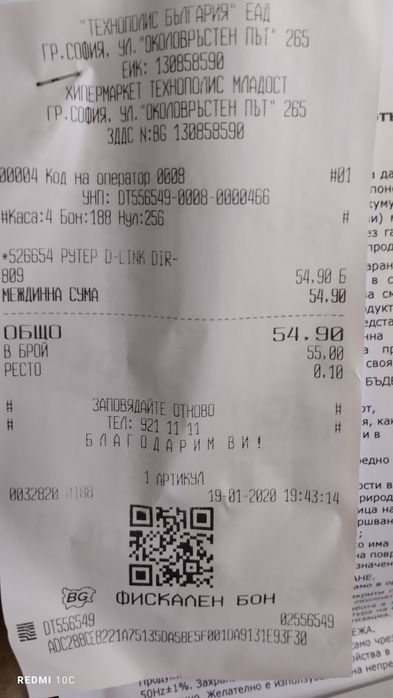 "ТЕХНОПОЛИС БЪЛГАРИЯ" ЕАД
ГР.СОФИЯ, УЛ."ОКОЛОВРЪСТЕН ПЪТ" 265
ЕИК: 130858590
ХИПЕРМАРКЕТ ТЕХНОПОЛИС МЛАДОСТ
ГР.СОФИЯ, УЛ."ОКОЛОВРЪСТЕН ПЪТ" 265
ЗДДС N:BG 130858590
00004 Код на оператор 0008 #01
УНП: DT556549-0008-0000466
#Каса:4 Бон:188 Нул:256 #
*526654 РУТЕР D-LINK DIR-
809 54,90 Б
МЕЖДИННА СУМА 54,90
ОБЩО 54,90
В БРОЙ 55,00
РЕСТО 0,10
# ЗАПОВЯДАЙТЕ ОТНОВО #
# ТЕЛ: 921 11 11 #
Б Л А Г О Д А Р И М В И !
1 АРТИКУЛ
0032820 0188 19-01-2020 19:43:14
BG ФИСКАЛЕН БОН
DT556549 02556549
REDMI 10C
50Hz±1%.
Желателно е